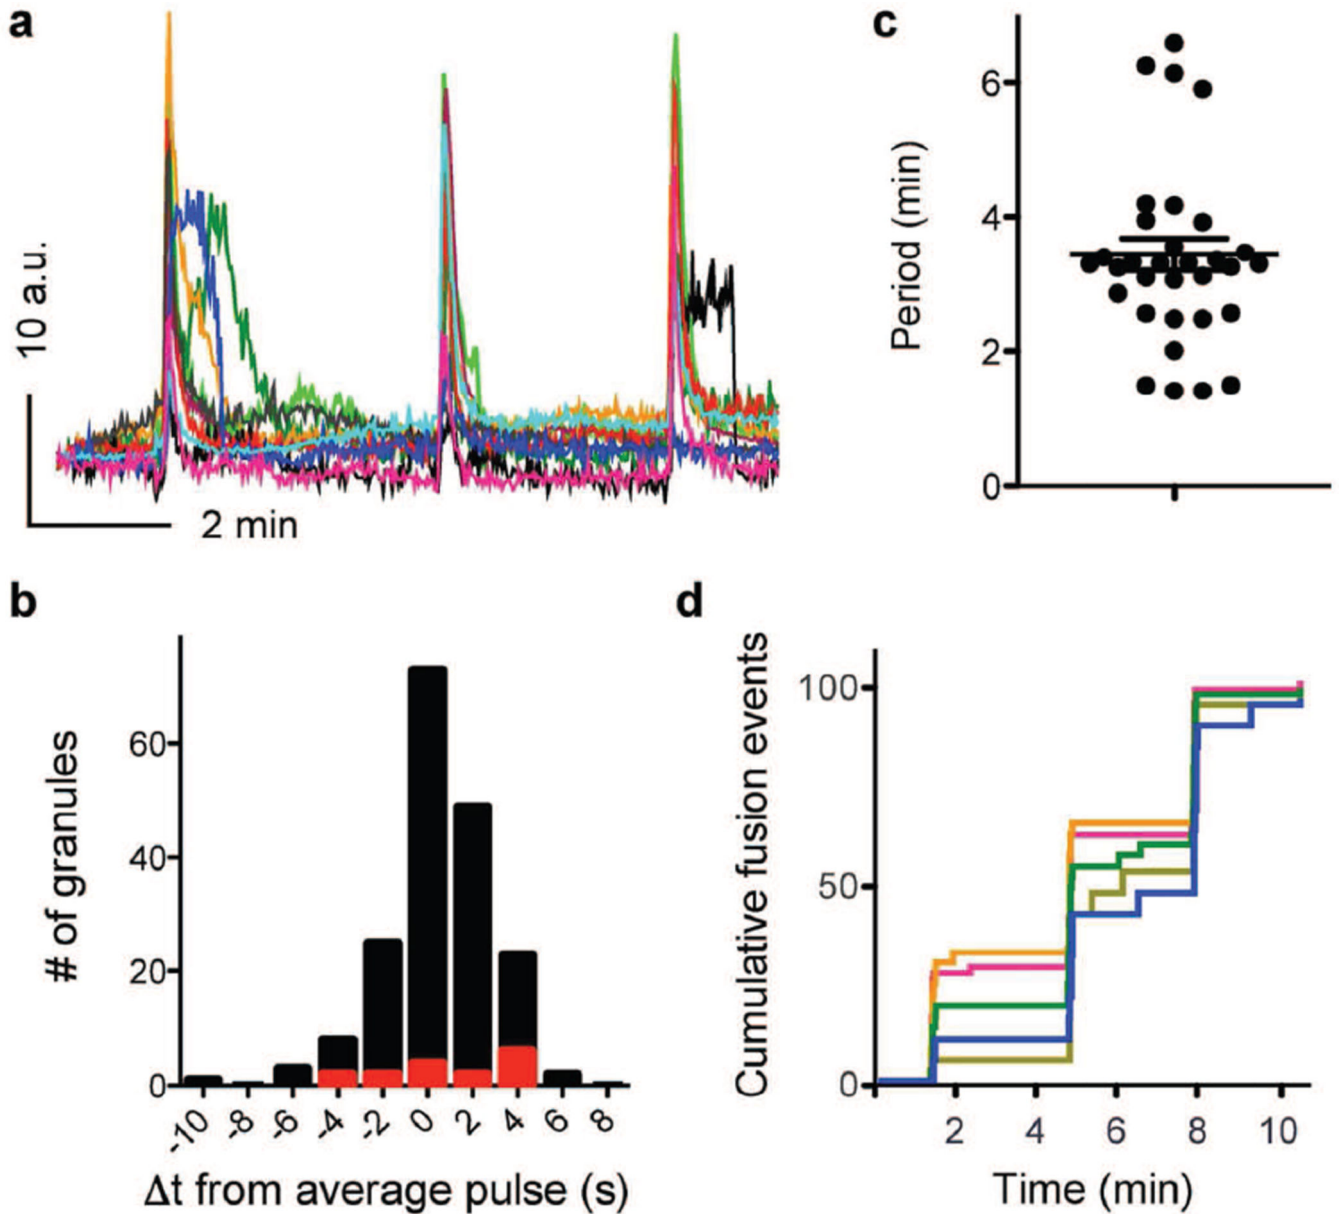 a
10 a.u.
2 min
c
Period (min)
6
4
2
0
b
# of granules
60
40
20
0
-10 -8 -6 -4 -2 0 2 4 6 8
Δt from average pulse (s)
d
Cumulative fusion events
100
50
0
2 4 6 8 10
Time (min)